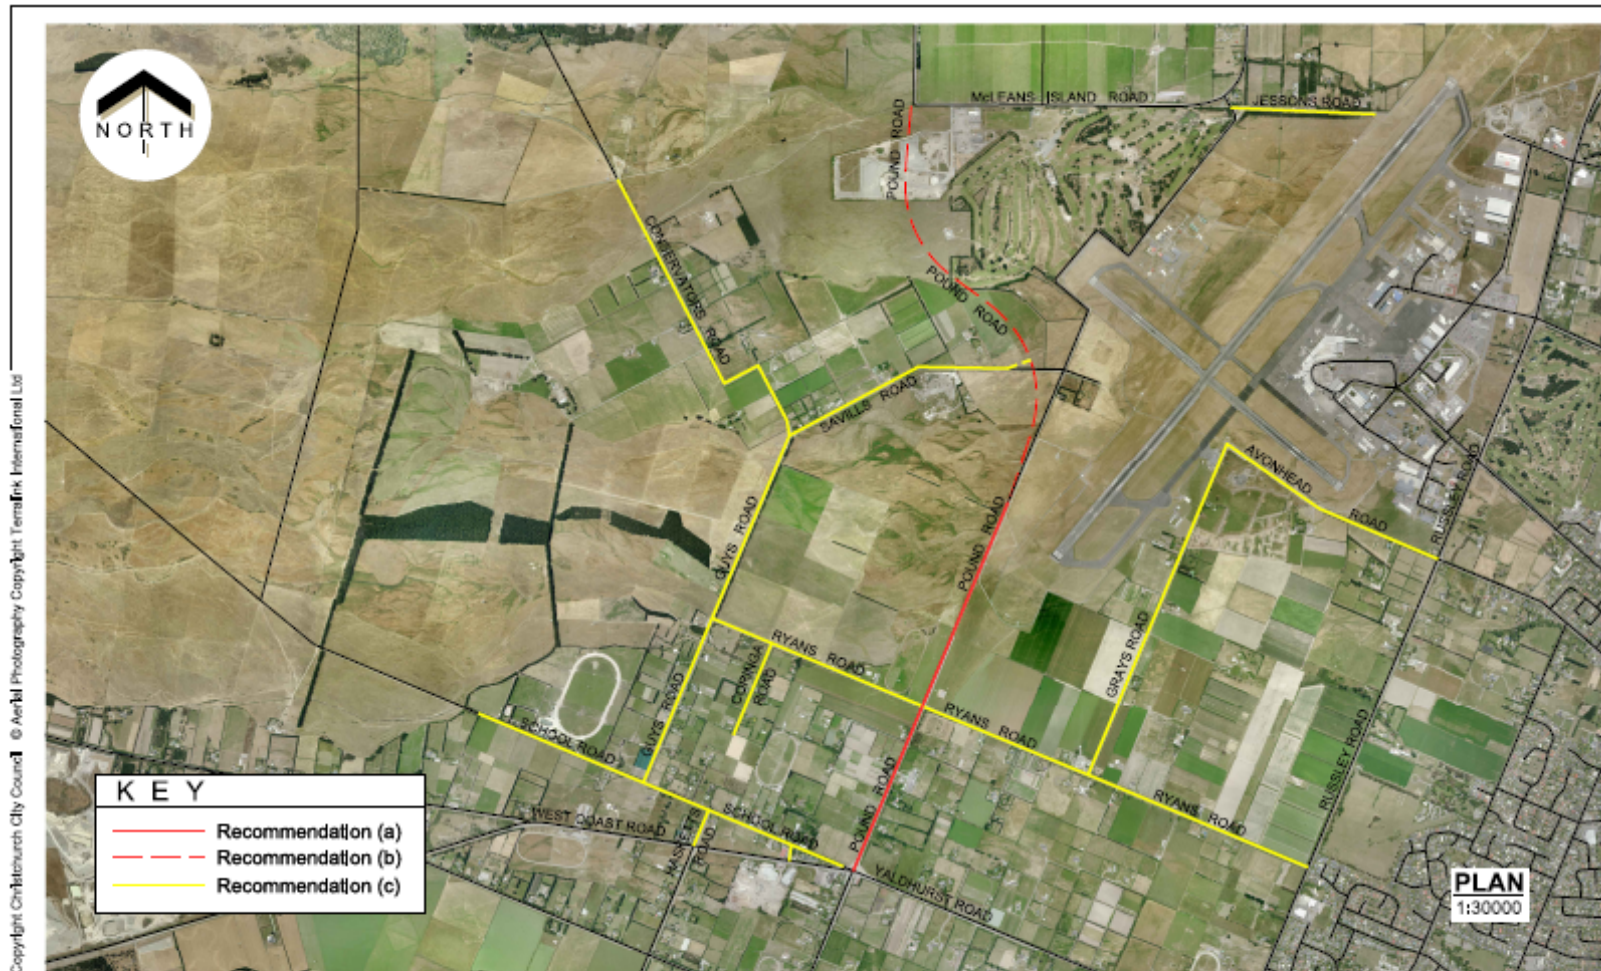 NORTH
McLEANS ISLAND ROAD
JESSONS ROAD
POUND ROAD
CONSERVATORS ROAD
POUND ROAD
SAVILLS ROAD
AVONHEAD ROAD
RUSSLEY ROAD
GUYS ROAD
POUND ROAD
RYANS ROAD
COPINGA ROAD
GRAYS ROAD
GUYS ROAD
RYANS ROAD
SCHOOL ROAD
RUSSLEY ROAD
RYANS ROAD
POUND ROAD
WEST COAST ROAD
HASKETTS ROAD
SCHOOL ROAD
YALDHURST ROAD
KEY
Recommendation (a)
Recommendation (b)
Recommendation (c)
PLAN
1:30000
Copyright Christchurch City Council © Aerial Photography Copyright Terralink International Ltd